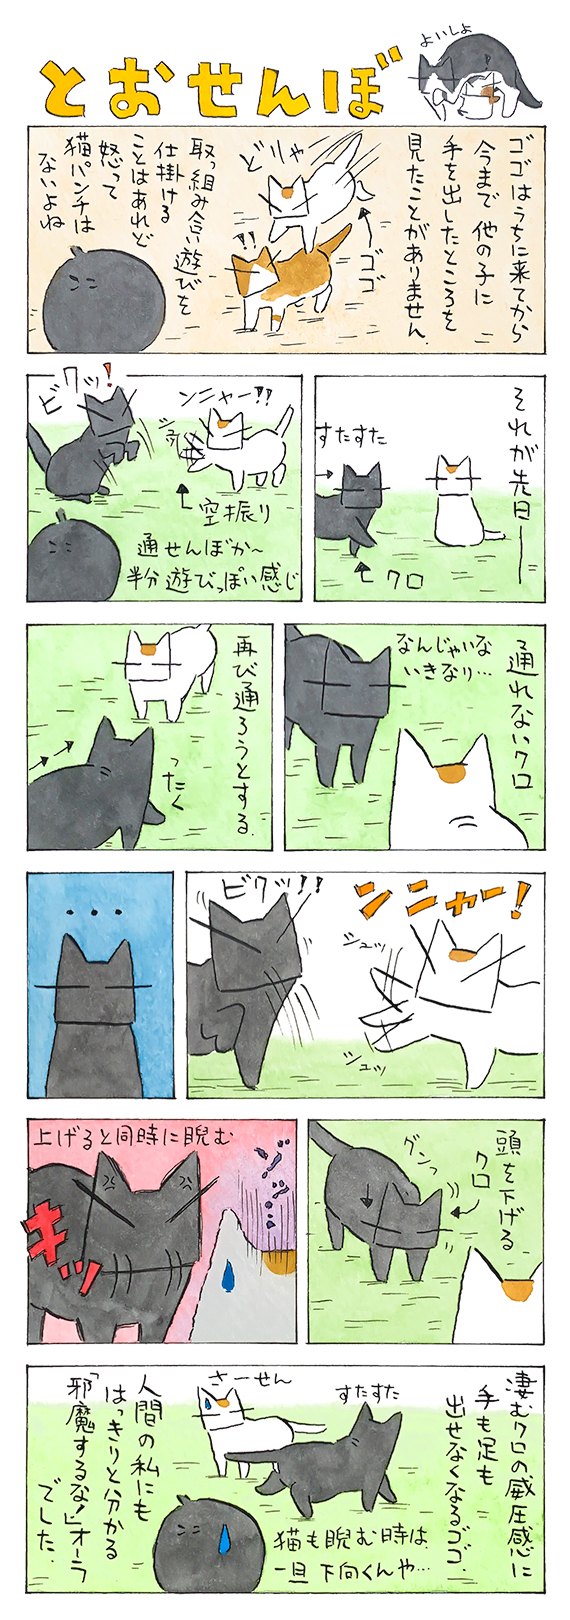 とおせんぼ
よいしょ
ゴゴはうちに来てから
今まで他の子に
手を出したところを
見たことがありません.
どりゃ
!!
ゴゴ
取っ組み合い遊びを
仕掛ける
ことはあれど
怒って
猫パンチは
ないよね
それが先日―
すたすた
クロ
ビクッ!
ンニャー!!
空振り
通せんぼか～
半分遊びっぽい感じ
通れないクロ
なんじゃいな
いきなり…
再び通ろうとする.
ったく
ンニャー!
シュッ
シュッ
ビクッ!!
・・・
頭を下げる
クロ
グンっ
上げると同時に睨む
ゾッ…
キッ
凄むクロの威圧感に
手も足も
出せなくなるゴゴ.
すたすた
さーせん
人間の私にも
はっきりと分かる
「邪魔するな!」オーラ
でした.
猫も睨む時は
一旦下向くんや…